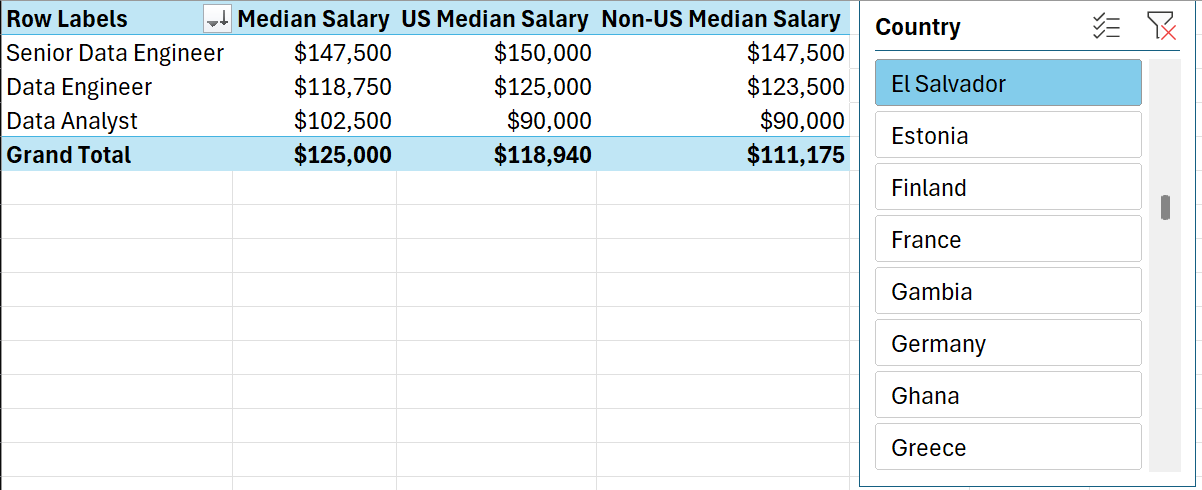 Row Labels Median Salary US Median Salary Non-US Median Salary
Senior Data Engineer $147,500 $150,000 $147,500
Data Engineer $118,750 $125,000 $123,500
Data Analyst $102,500 $90,000 $90,000
Grand Total $125,000 $118,940 $111,175
Country
El Salvador
Estonia
Finland
France
Gambia
Germany
Ghana
Greece